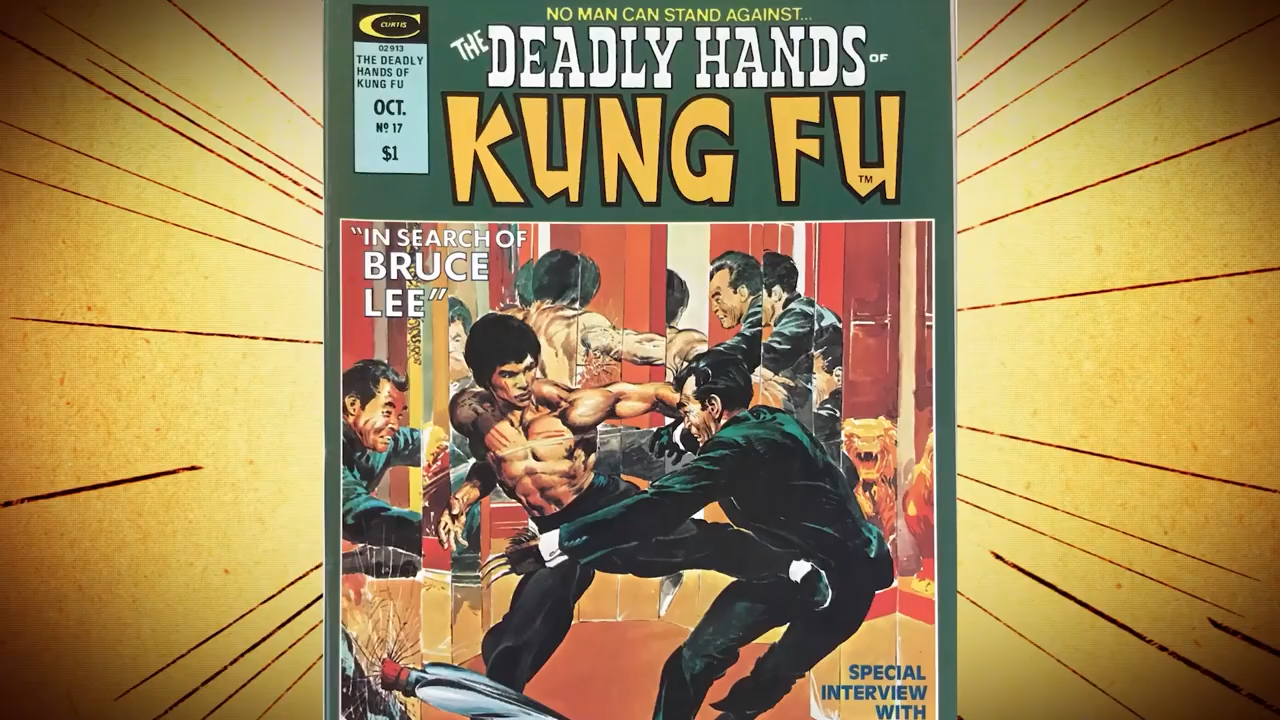 NO MAN CAN STAND AGAINST...
THE DEADLY HANDS OF
KUNG FU
TM
CURTIS
02913
THE DEADLY
HANDS OF
KUNG FU
OCT.
Nº 17
$1
"IN SEARCH OF
BRUCE
LEE"
SPECIAL
INTERVIEW
WITH